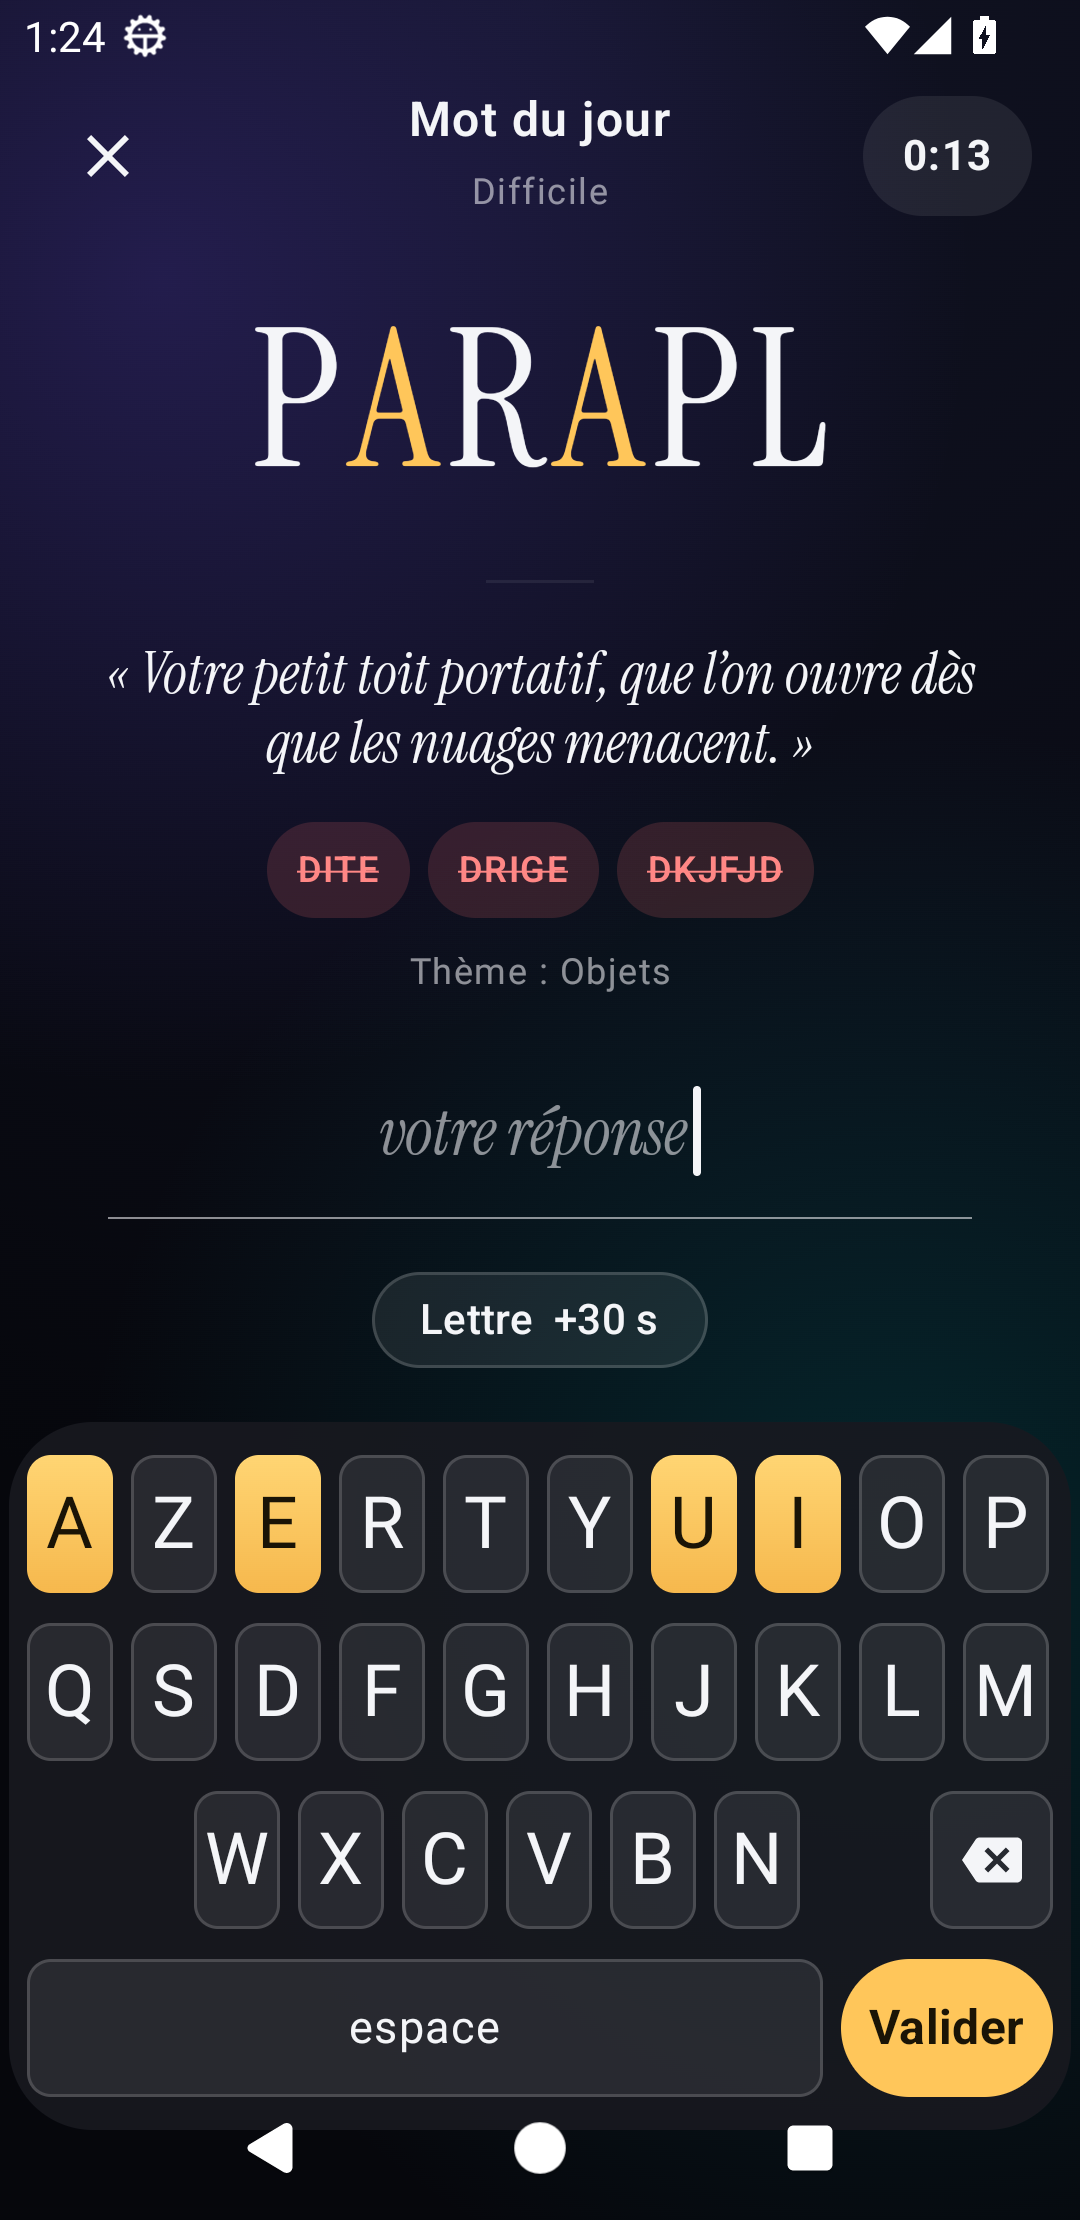 1:24
Mot du jour
0:13
Difficile
PARAPL
« Votre petit toit portatif, que l’on ouvre dès
que les nuages menacent. »
DITE DRIGE DKJFJD
Thème : Objets
votre réponse
Lettre +30 s
A Z E R T Y U I O P
Q S D F G H J K L M
W X C V B N
espace Valider